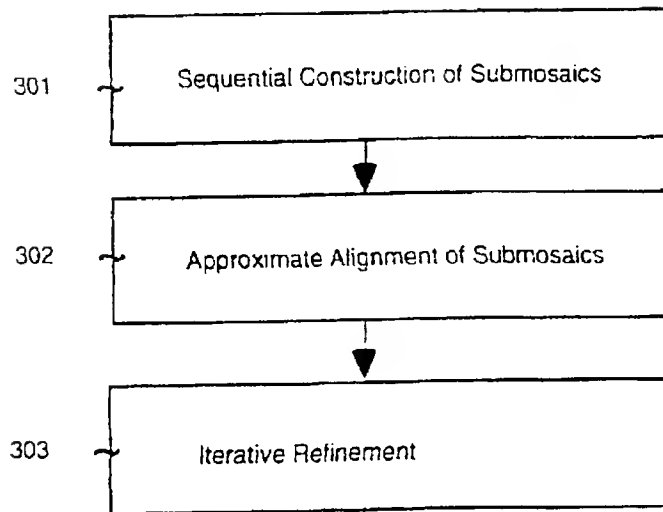 301 Sequential Construction of Submosaics
302 Approximate Alignment of Submosaics
303 Iterative Refinement